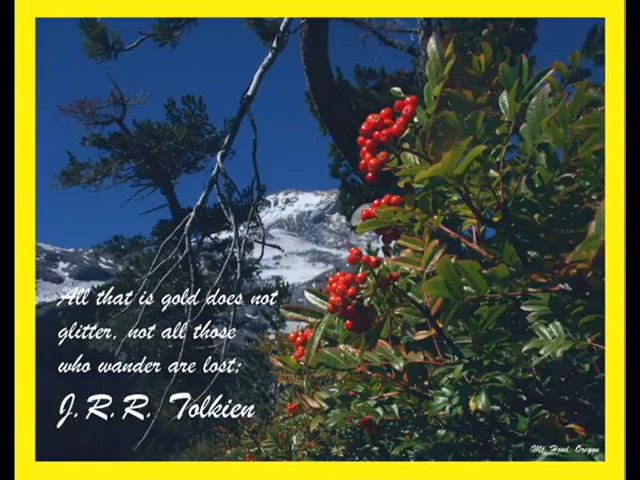 All that is gold does not
glitter, not all those
who wander are lost;
J.R.R. Tolkien
Mt. Hood, Oregon